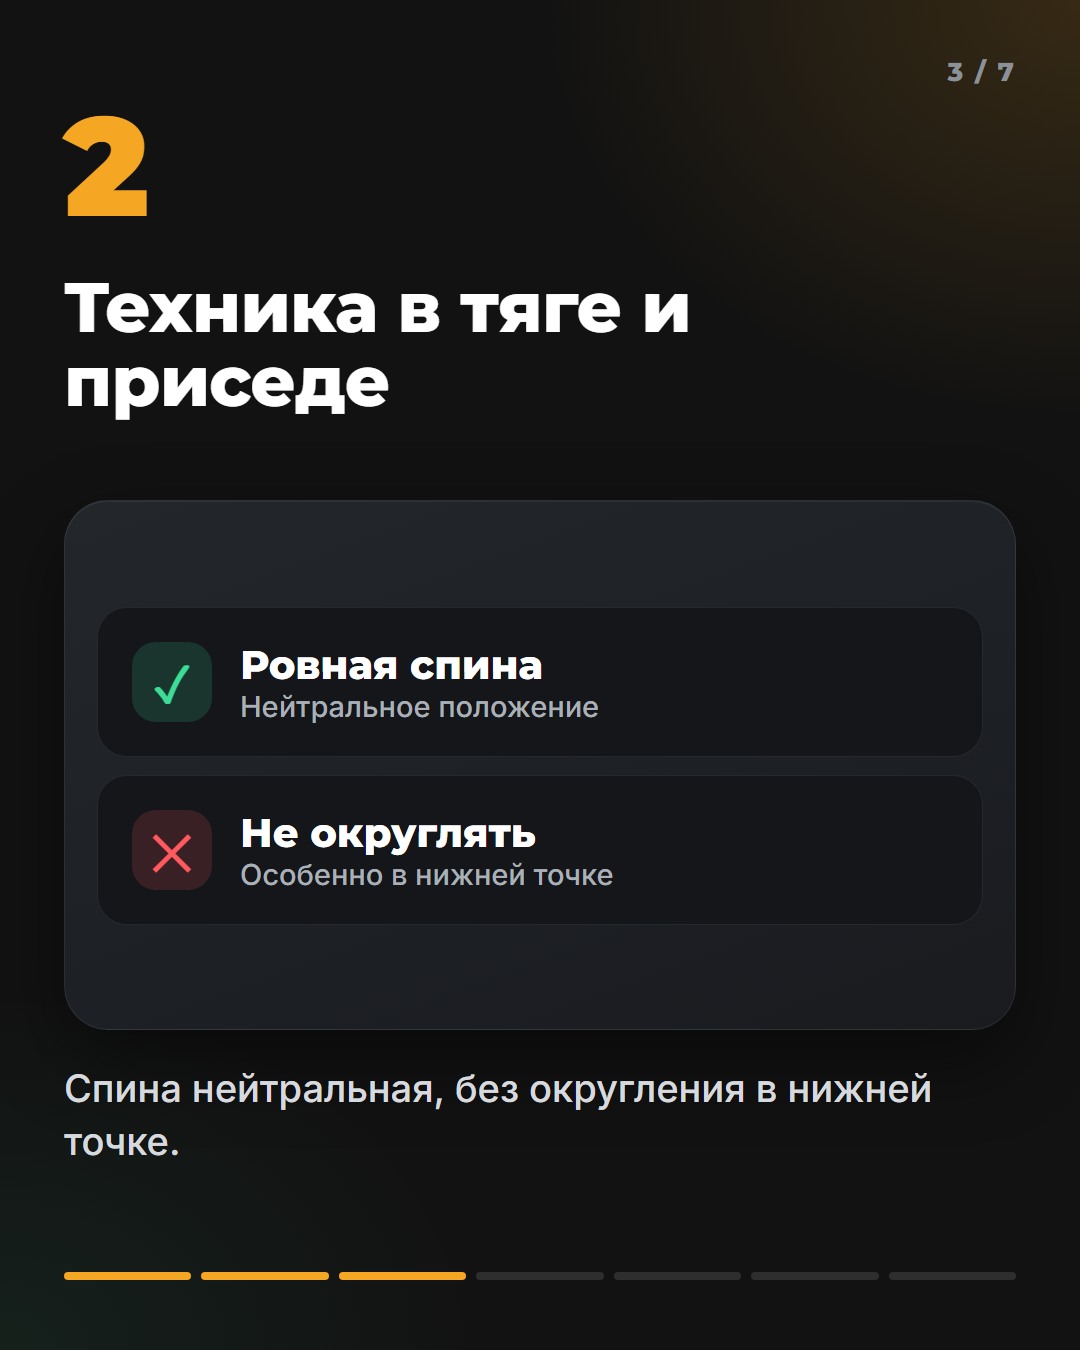 3 / 7
2
Техника в тяге и
приседе
✓
Ровная спина
Нейтральное положение
✕
Не округлять
Особенно в нижней точке
Спина нейтральная, без округления в нижней
точке.